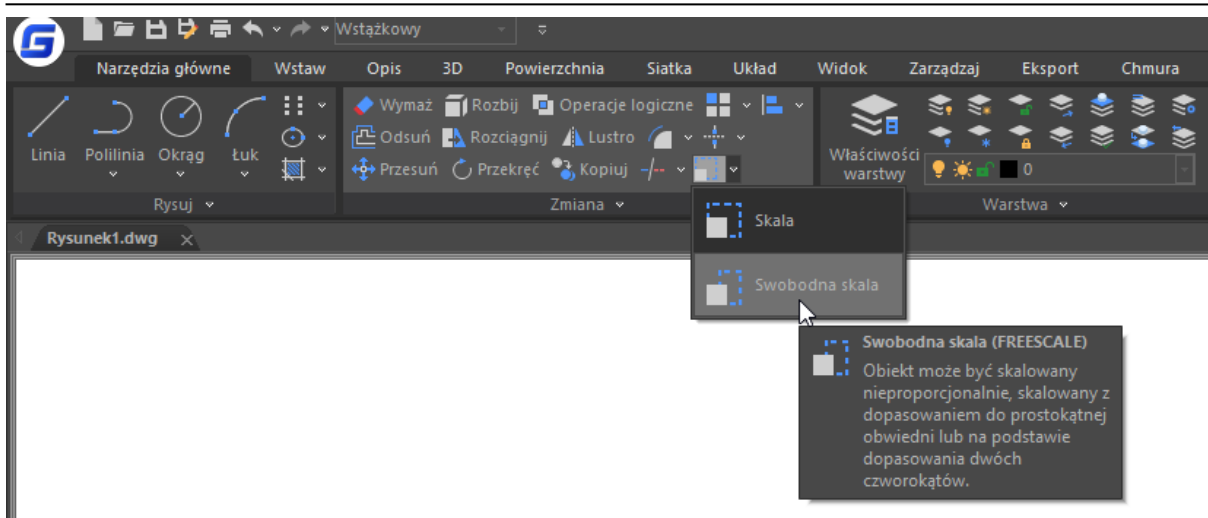 Wstążkowy
Narzędzia główne Wstaw Opis 3D Powierzchnia Siatka Układ Widok Zarządzaj Eksport Chmura
Wymaż Rozbij Operacje logiczne
Odsuń Rozciągnij Lustro
Linia Polilinia Okrąg Łuk
Przesuń Przekręć Kopiuj
Właściwości
warstwy
0
Rysuj Zmiana Warstwa
Rysunek1.dwg
Skala
Swobodna skala
Swobodna skala (FREESCALE)
Obiekt może być skalowany
nieproporcjonalnie, skalowany z
dopasowaniem do prostokątnej
obwiedni lub na podstawie
dopasowania dwóch
czworokątów.